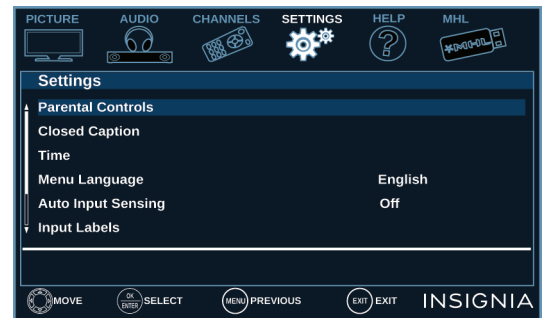 PICTURE AUDIO CHANNELS SETTINGS HELP MHL
MHL
Settings
Parental Controls
Closed Caption
Time
Menu Language English
Auto Input Sensing Off
Input Labels
MOVE OK ENTER SELECT MENU PREVIOUS EXIT EXIT INSIGNIA